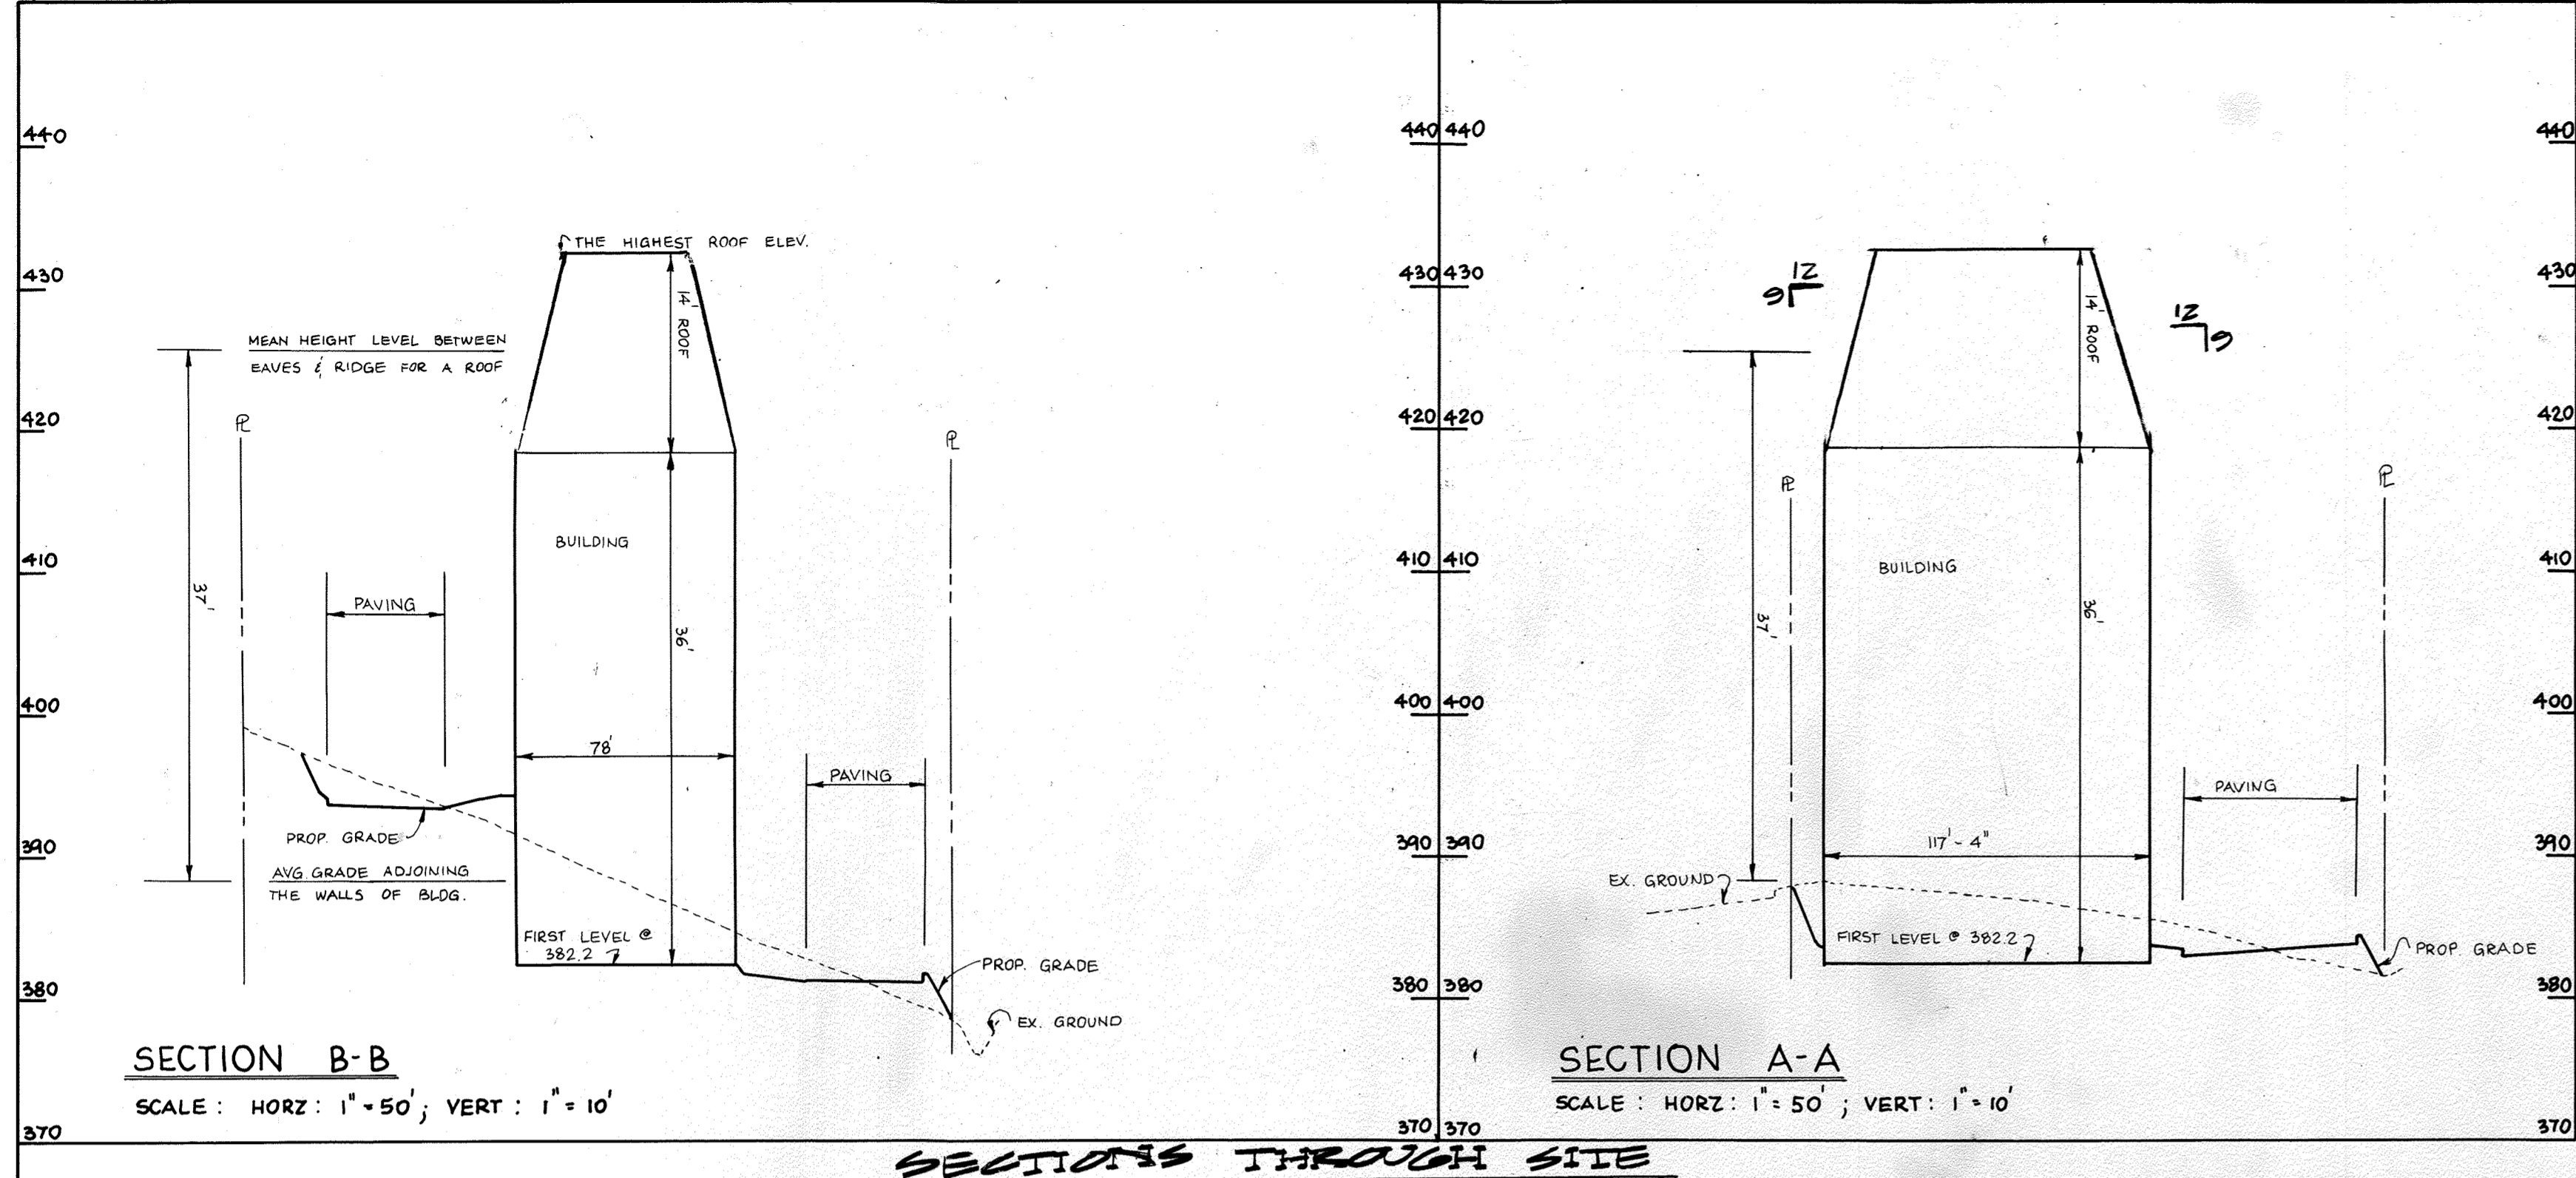 440
430
420
410
400
390
380
370
THE HIGHEST ROOF ELEV.
14' ROOF
MEAN HEIGHT LEVEL BETWEEN
EAVES & RIDGE FOR A ROOF
℄
37'
PAVING
BUILDING
36'
78'
PAVING
℄
PROP. GRADE
AVG. GRADE ADJOINING
THE WALLS OF BLDG.
FIRST LEVEL @
382.2
PROP. GRADE
EX. GROUND
SECTION B-B
SCALE: HORZ: 1" = 50'; VERT: 1" = 10'
440 440
430 430
420 420
410 410
400 400
390 390
380 380
370 370
12
9
12
9
14' ROOF
℄
37'
BUILDING
36'
℄
PAVING
117'-4"
EX. GROUND
FIRST LEVEL @ 382.2
PROP. GRADE
SECTION A-A
SCALE: HORZ: 1" = 50'; VERT: 1" = 10'
440
430
420
410
400
390
380
370
SECTIONS THROUGH SITE